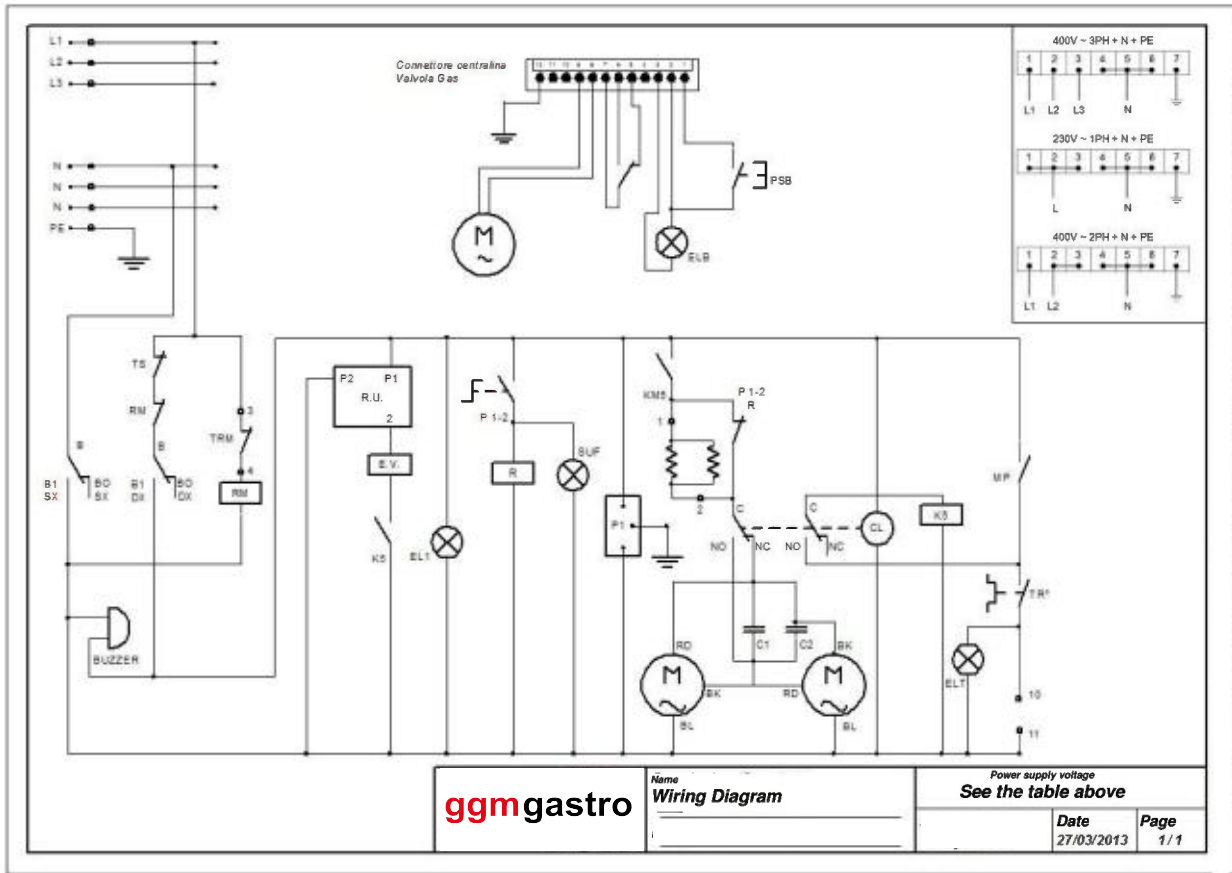 L1
L2
L3
N
N
N
PE
Connettore centralina
Valvola Gas
12 11 10 9 8 7 6 5 4 3 2 1
M
~
PSB
ELB
400V ~ 3PH + N + PE
1 2 3 4 5 6 7
L1 L2 L3 N
230V ~ 1PH + N + PE
1 2 3 4 5 6 7
L N
400V ~ 2PH + N + PE
1 2 3 4 5 6 7
L1 L2 N
TS
RM
B
B1
SX
BO
SX
B
B1
DX
BO
DX
3
TRM
4
RM
BUZZER
P2 P1
R.U.
2
E.V.
K5
EL1
P 1-2
R
SUF
P1
KM5
1
P 1-2
R
2
C
NO NC
C
NO NC
CL
K5
MP
ELT
10
11
RD
C1
C2
BK
M
BK
BL
RD
M
BL
ggmgastro
Name
Wiring Diagram
Power supply voltage
See the table above
Date
27/03/2013
Page
1 / 1